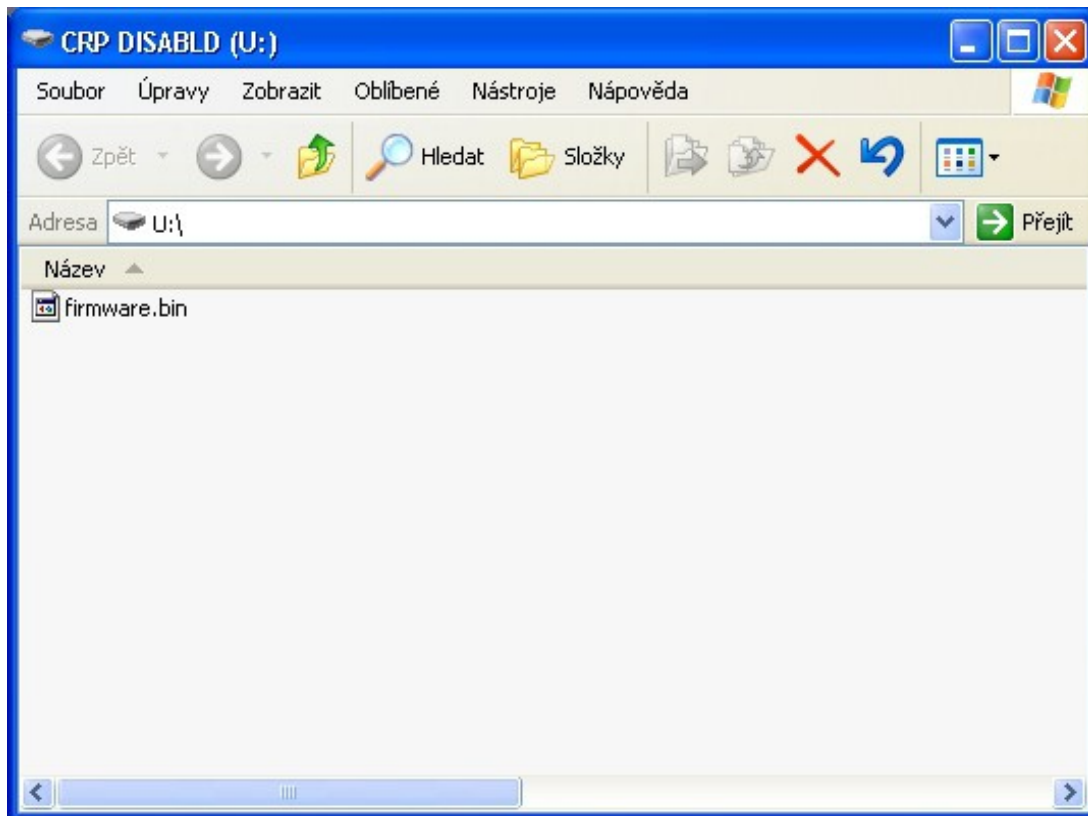 CRP DISABLD (U:)
Soubor Úpravy Zobrazit Oblíbené Nástroje Nápověda
Zpět Hledat Složky
Adresa U:\ Přejít
Název
firmware.bin